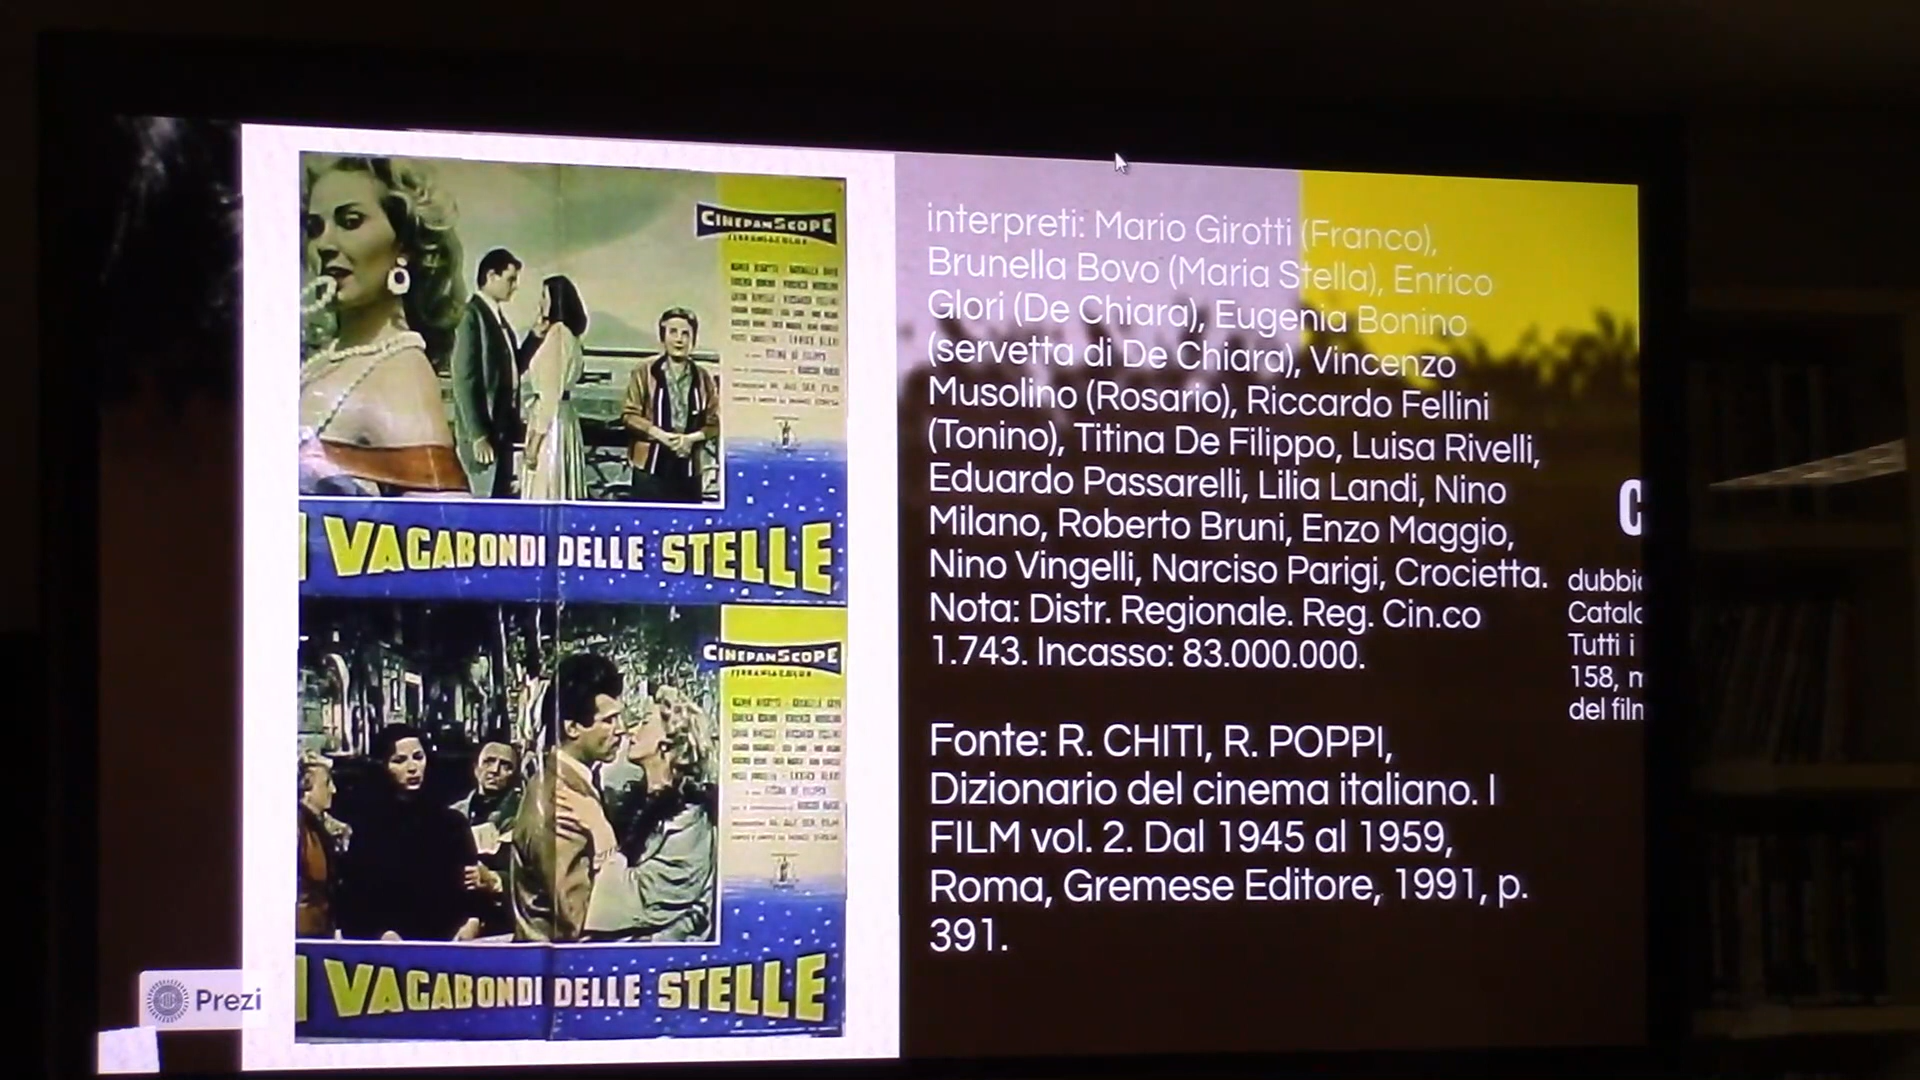 CINEPANSCOPE
FERRANIACOLOR
I VAGABONDI DELLE STELLE
CINEPANSCOPE
FERRANIACOLOR
I VAGABONDI DELLE STELLE
Prezi
interpreti: Mario Girotti (Franco),
Brunella Bovo (Maria Stella), Enrico
Glori (De Chiara), Eugenia Bonino
(servetta di De Chiara), Vincenzo
Musolino (Rosario), Riccardo Fellini
(Tonino), Titina De Filippo, Luisa Rivelli,
Eduardo Passarelli, Lilia Landi, Nino
Milano, Roberto Bruni, Enzo Maggio,
Nino Vingelli, Narciso Parigi, Crocietta.
Nota: Distr. Regionale. Reg. Cin.co
1.743. Incasso: 83.000.000.
Fonte: R. CHITI, R. POPPI,
Dizionario del cinema italiano. I
FILM vol. 2. Dal 1945 al 1959,
Roma, Gremese Editore, 1991, p.
391.
Tutti i
158,